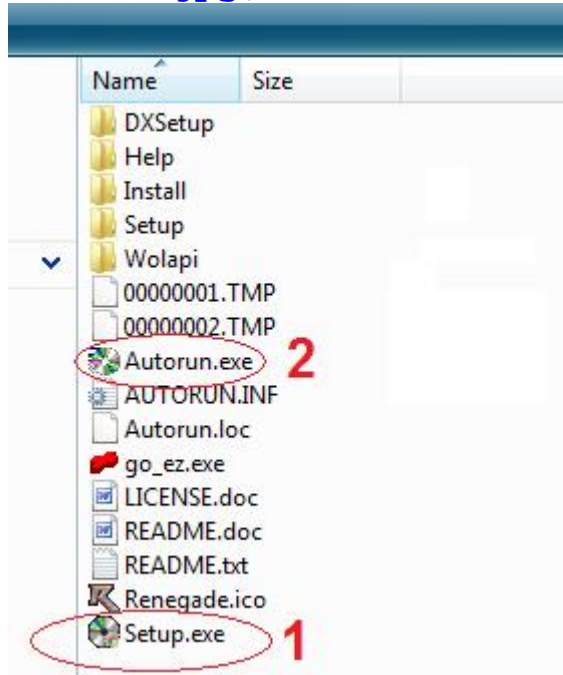 Name Size
DXSetup
Help
Install
Setup
Wolapi
00000001.TMP
00000002.TMP
Autorun.exe 2
AUTORUN.INF
Autorun.loc
go_ez.exe
LICENSE.doc
README.doc
README.txt
Renegade.ico
Setup.exe 1